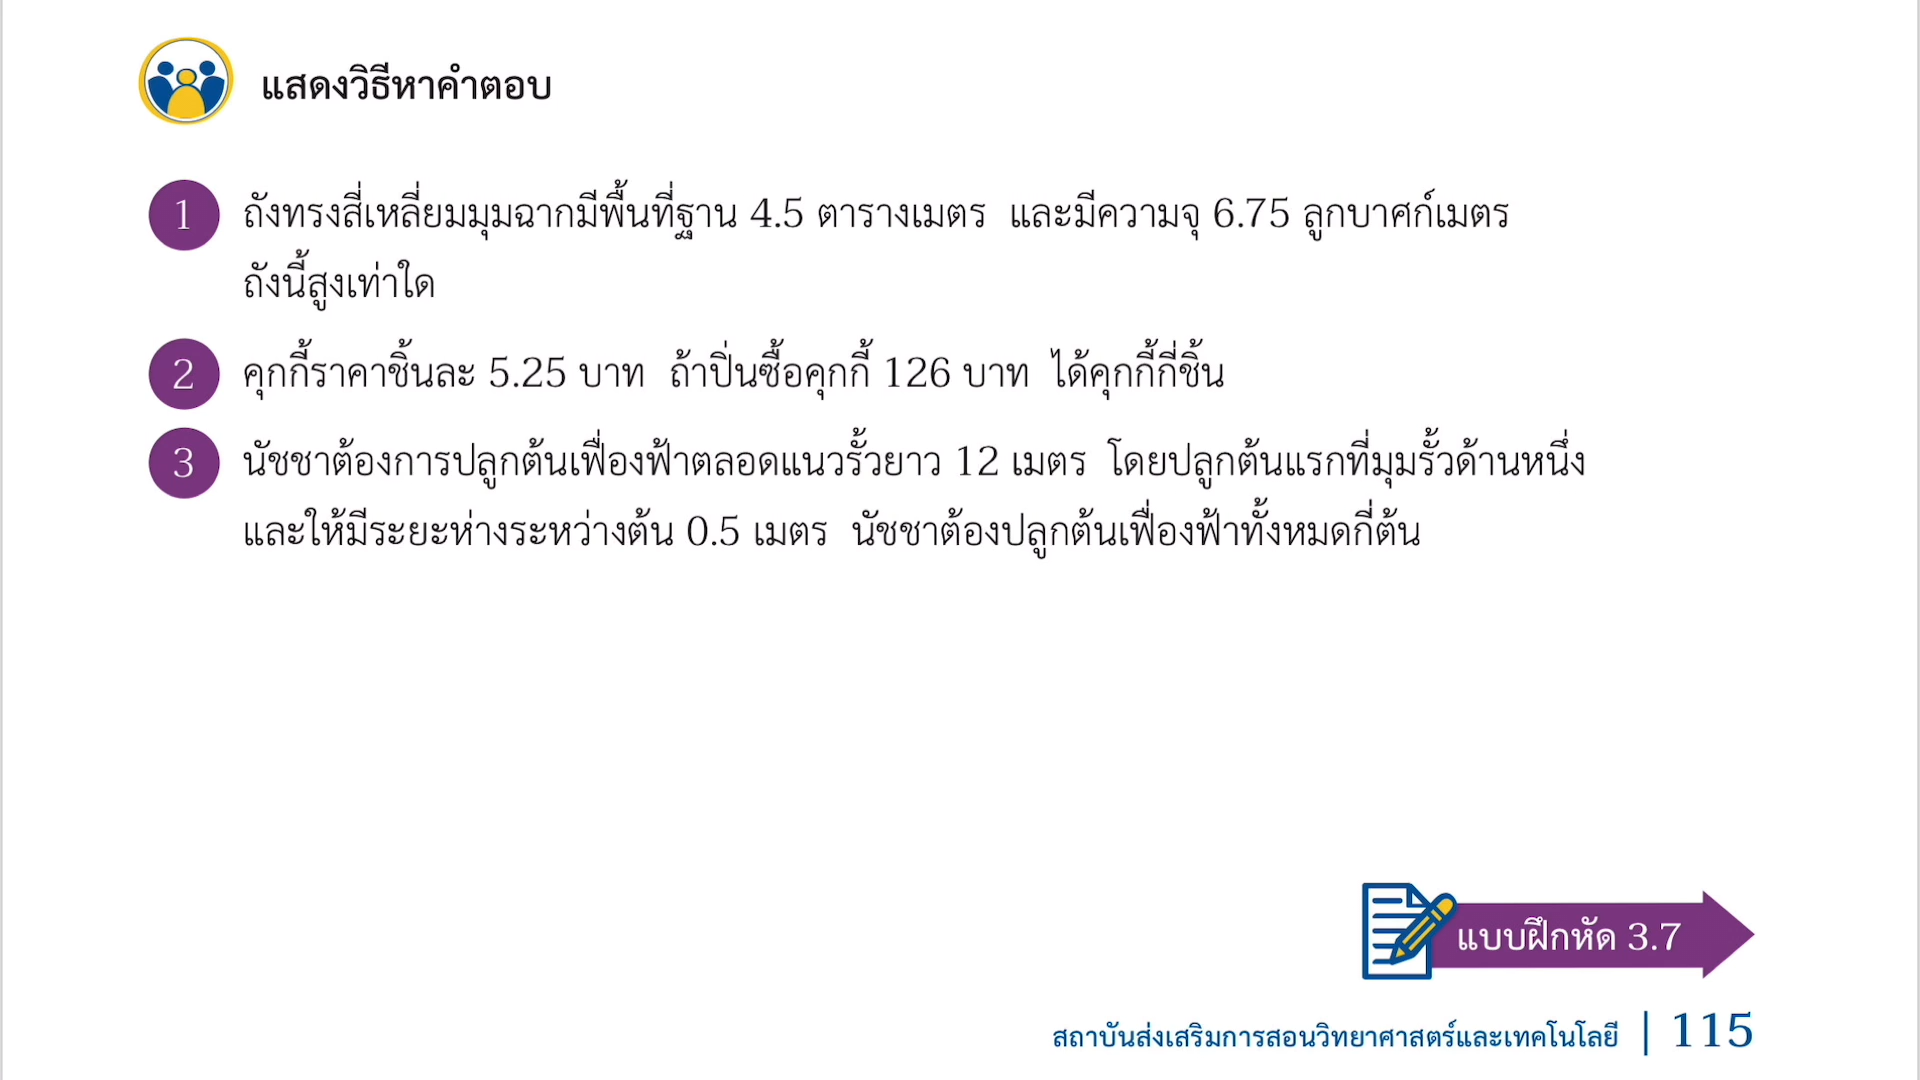 แสดงวิธีหาคำตอบ
1 ถังทรงสี่เหลี่ยมมุมฉากมีพื้นที่ฐาน 4.5 ตารางเมตร และมีความจุ 6.75 ลูกบาศก์เมตร
ถังนี้สูงเท่าใด
2 คุกกี้ราคาชิ้นละ 5.25 บาท ถ้าปิ่นซื้อคุกกี้ 126 บาท ได้คุกกี้กี่ชิ้น
3 นัชชาต้องการปลูกต้นเฟื่องฟ้าตลอดแนวรั้วยาว 12 เมตร โดยปลูกต้นแรกที่มุมรั้วด้านหนึ่ง
และให้มีระยะห่างระหว่างต้น 0.5 เมตร นัชชาต้องปลูกต้นเฟื่องฟ้าทั้งหมดกี่ต้น
แบบฝึกหัด 3.7
สถาบันส่งเสริมการสอนวิทยาศาสตร์และเทคโนโลยี | 115